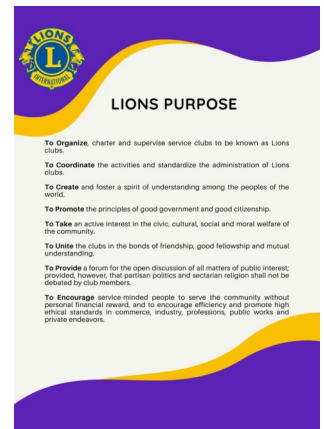 LIONS
L
INTERNATIONAL
LIONS PURPOSE
To Organize, charter and supervise service clubs to be known as Lions
clubs.
To Coordinate the activities and standardize the administration of Lions
clubs.
To Create and foster a spirit of understanding among the peoples of the
world.
To Promote the principles of good government and good citizenship.
To Take an active interest in the civic, cultural, social and moral welfare of
the community.
To Unite the clubs in the bonds of friendship, good fellowship and mutual
understanding.
To Provide a forum for the open discussion of all matters of public interest;
provided, however, that partisan politics and sectarian religion shall not be
debated by club members.
To Encourage service-minded people to serve the community without
personal financial reward, and to encourage efficiency and promote high
ethical standards in commerce, industry, professions, public works and
private endeavors.